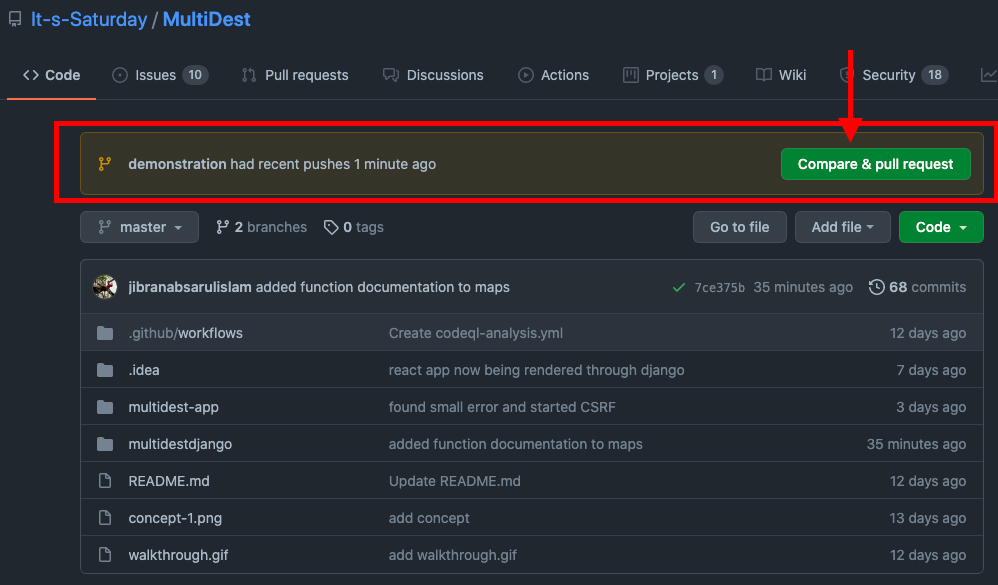 It-s-Saturday / MultiDest
Code Issues 10 Pull requests Discussions Actions Projects 1 Wiki Security 18
demonstration had recent pushes 1 minute ago Compare & pull request
master 2 branches 0 tags Go to file Add file Code
jibranabsarulislam added function documentation to maps 7ce375b 35 minutes ago 68 commits
.github/workflows Create codeql-analysis.yml 12 days ago
.idea react app now being rendered through django 7 days ago
multidest-app found small error and started CSRF 3 days ago
multidestdjango added function documentation to maps 35 minutes ago
README.md Update README.md 12 days ago
concept-1.png add concept 13 days ago
walkthrough.gif add walkthrough.gif 12 days ago